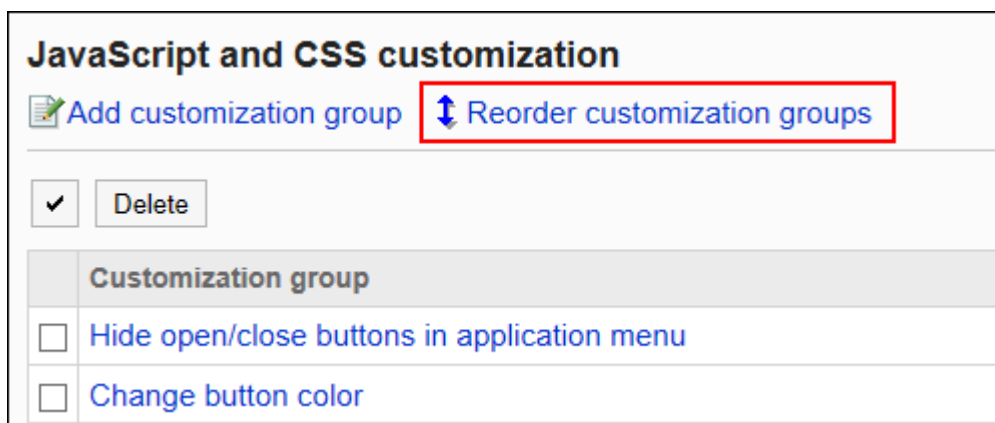 JavaScript and CSS customization
Add customization group Reorder customization groups
Delete
Customization group
Hide open/close buttons in application menu
Change button color